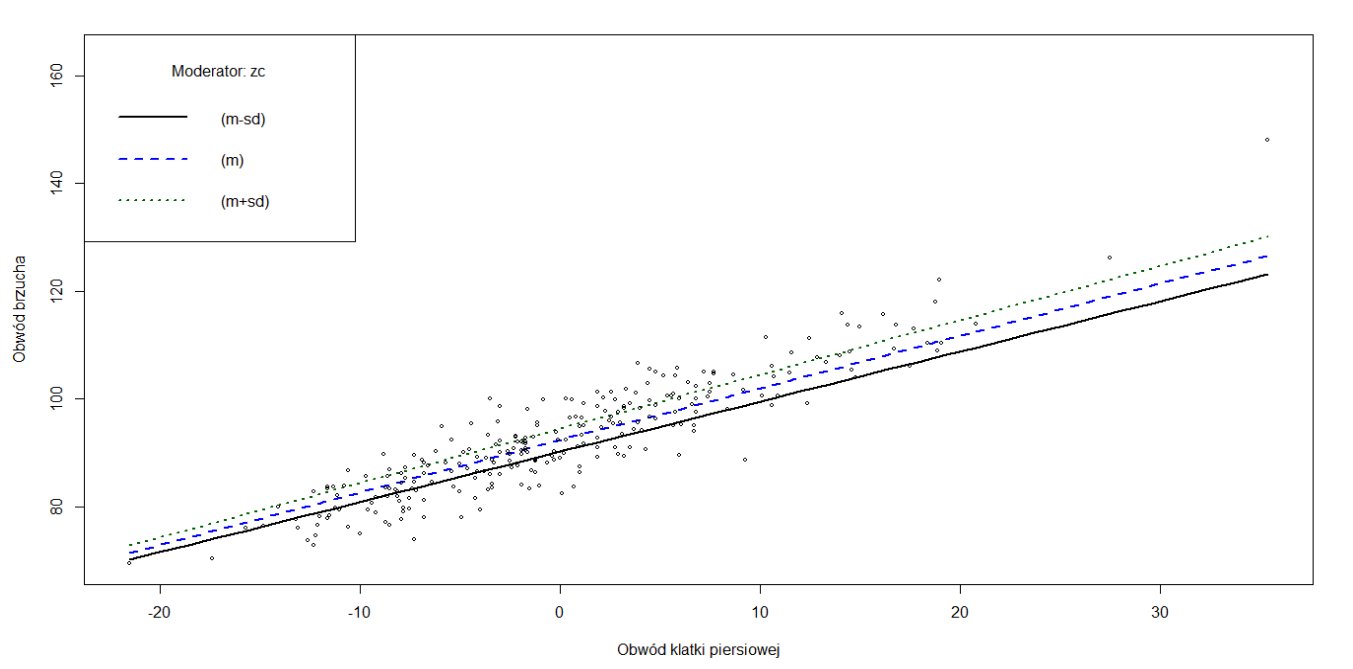 Moderator: zc
(m-sd)
(m)
(m+sd)
160
140
120
100
80
Obwód brzucha
-20 -10 0 10 20 30
Obwód klatki piersiowej